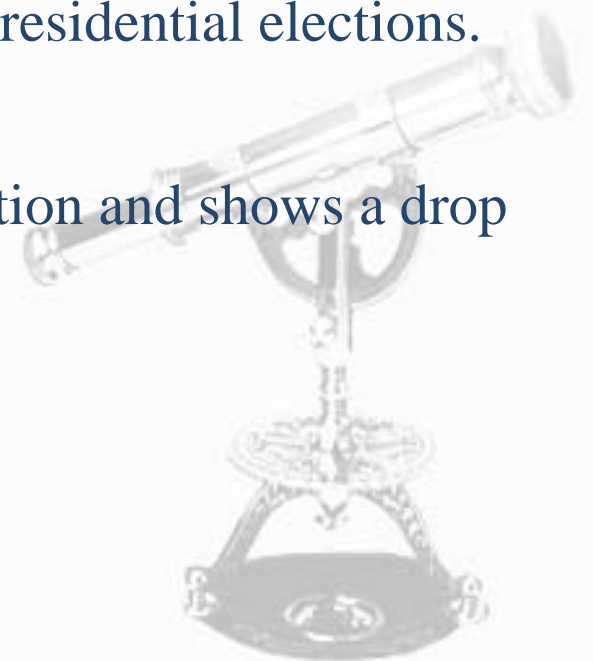 residential elections.
tion and shows a drop